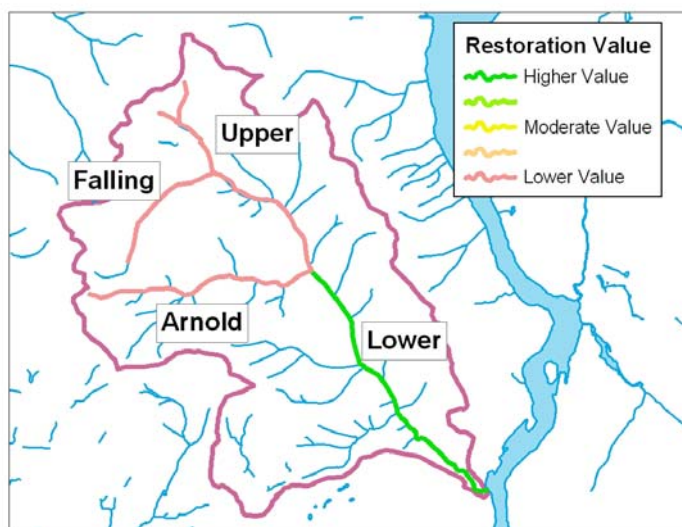 Restoration Value
Higher Value
Moderate Value
Lower Value
Upper
Falling
Arnold
Lower